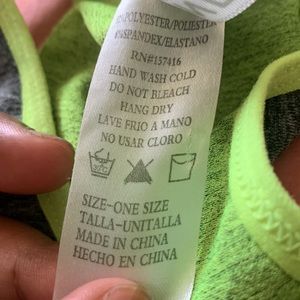 POLYESTER/POLIESTER
SPANDEX/ELASTANO
RN#157416
HAND WASH COLD
DO NOT BLEACH
HANG DRY
LAVE FRIO A MANO
NO USAR CLORO
SIZE-ONE SIZE
TALLA-UNITALLA
MADE IN CHINA
HECHO EN CHINA